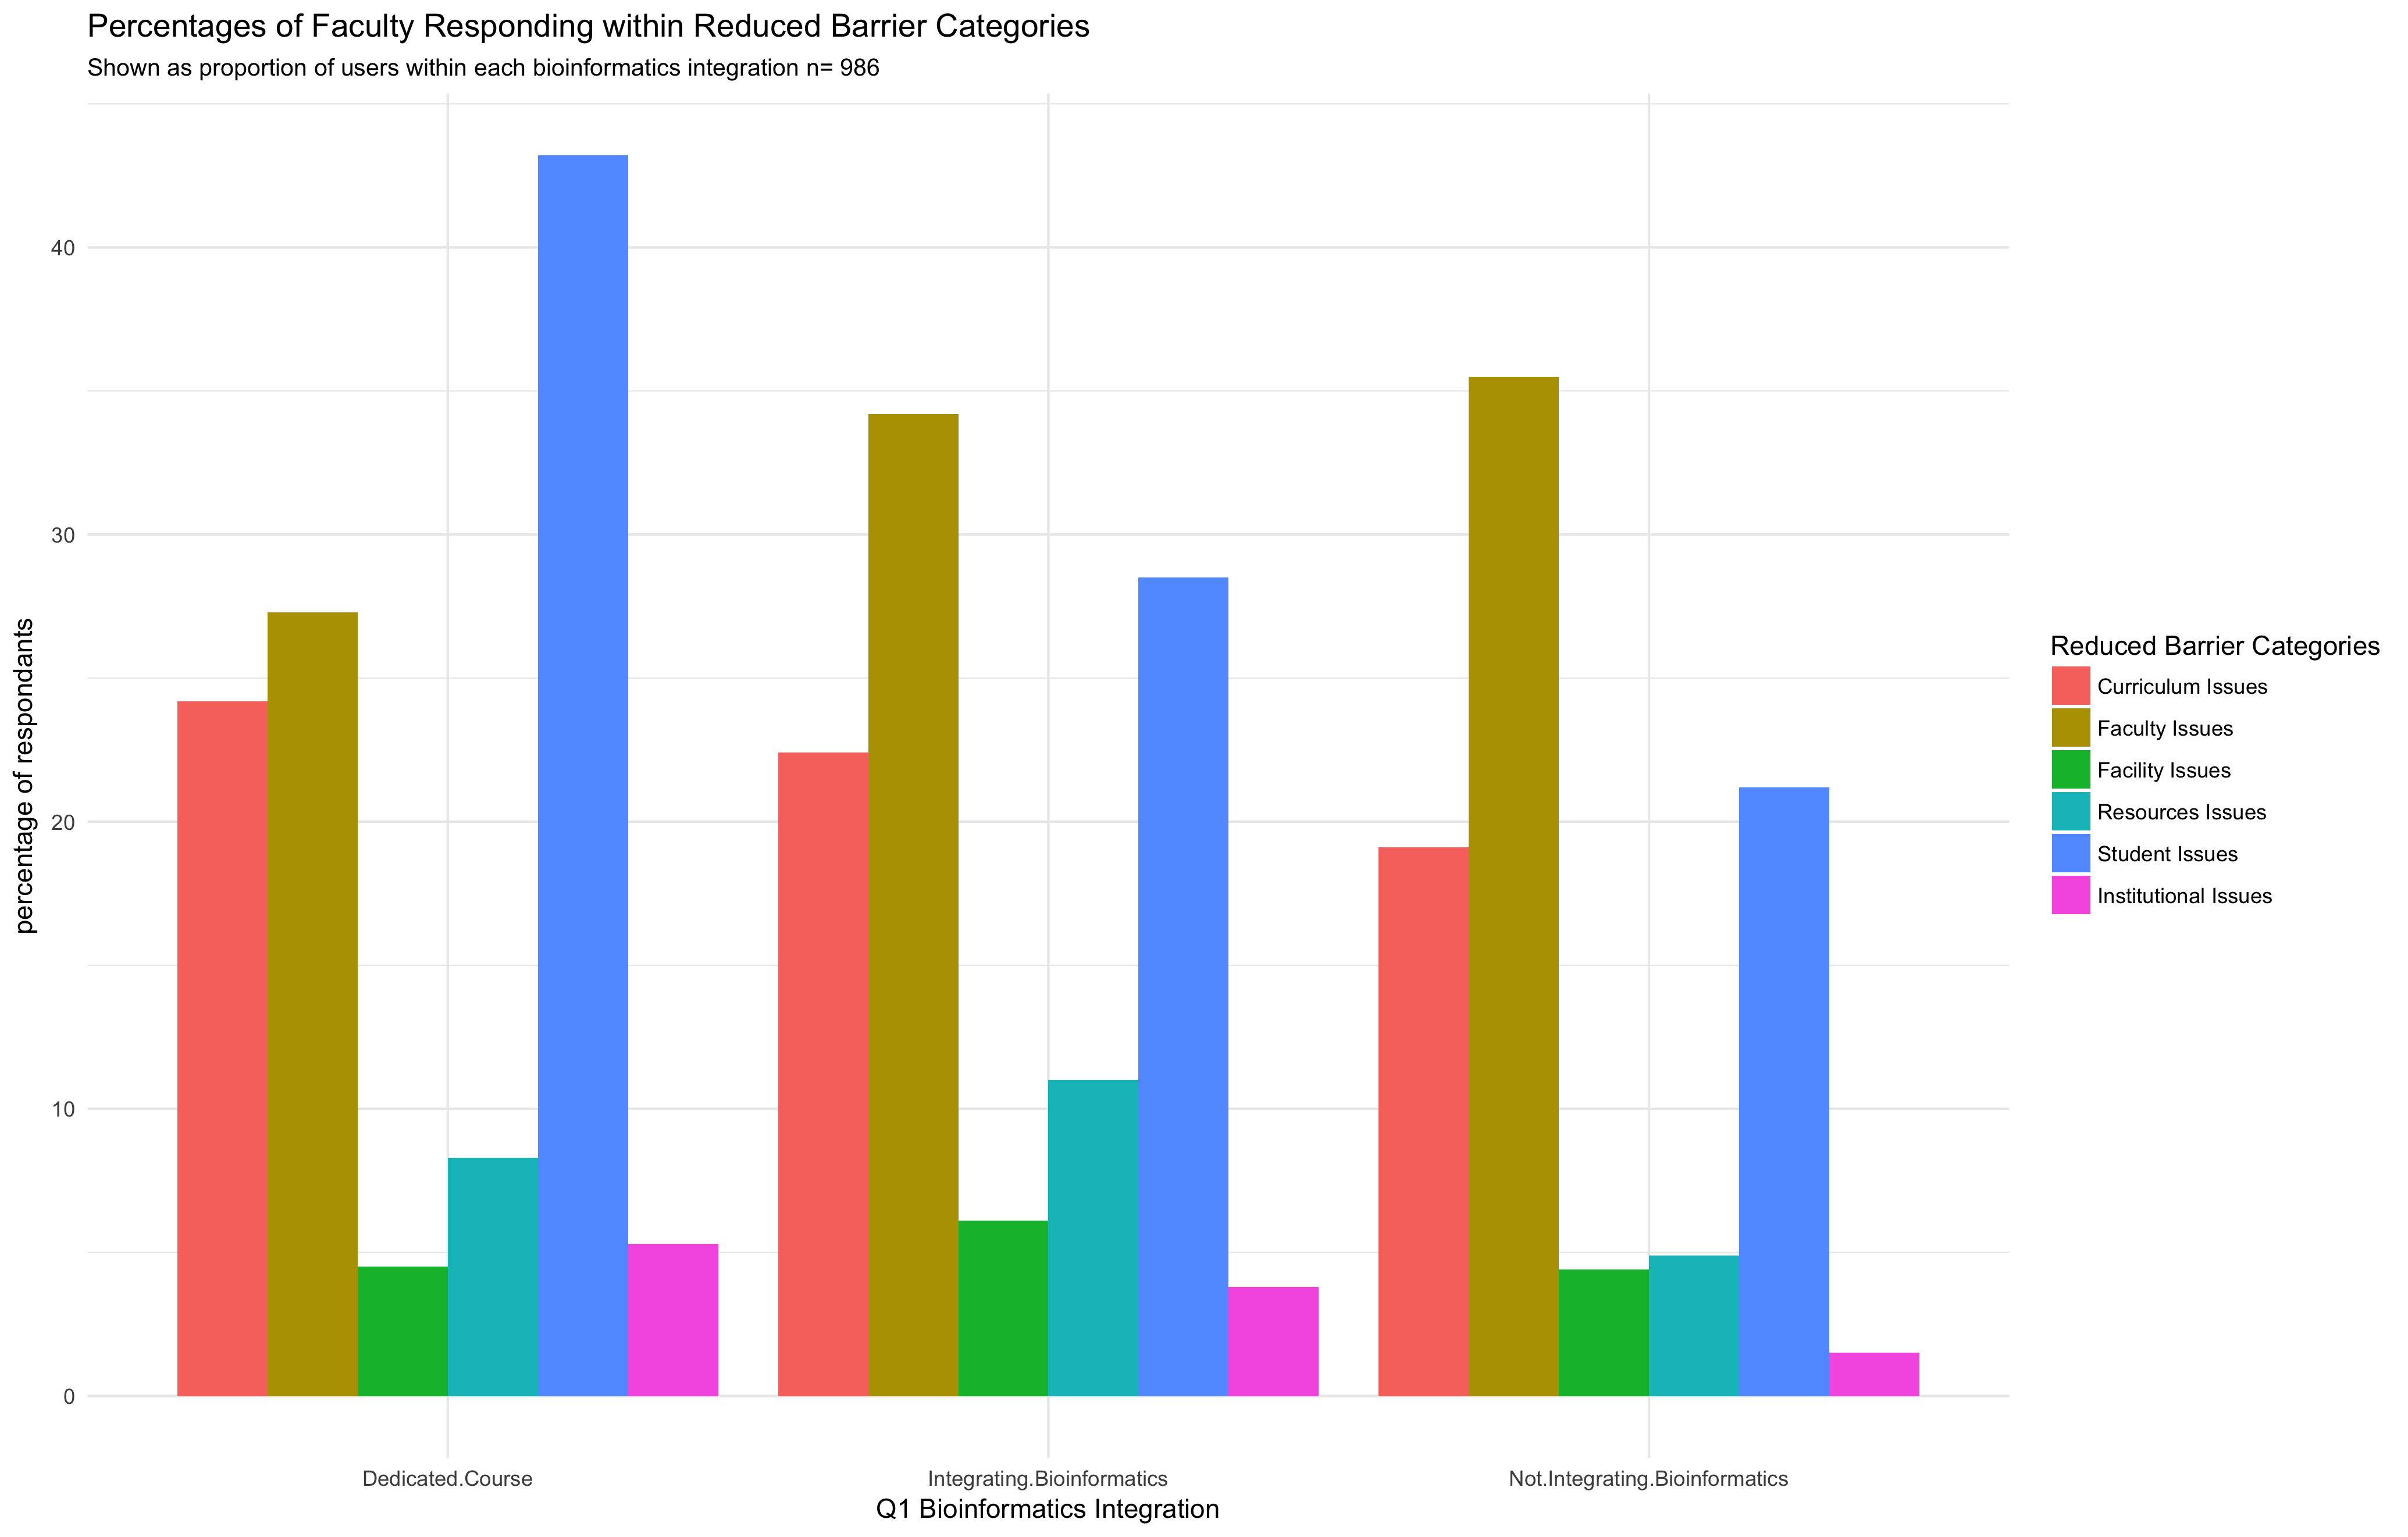 Percentages of Faculty Responding within Reduced Barrier Categories
Shown as proportion of users within each bioinformatics integration n= 986
percentage of respondants
40
30
20
10
0
Dedicated.Course
Integrating.Bioinformatics
Not.Integrating.Bioinformatics
Q1 Bioinformatics Integration
Reduced Barrier Categories
Curriculum Issues
Faculty Issues
Facility Issues
Resources Issues
Student Issues
Institutional Issues